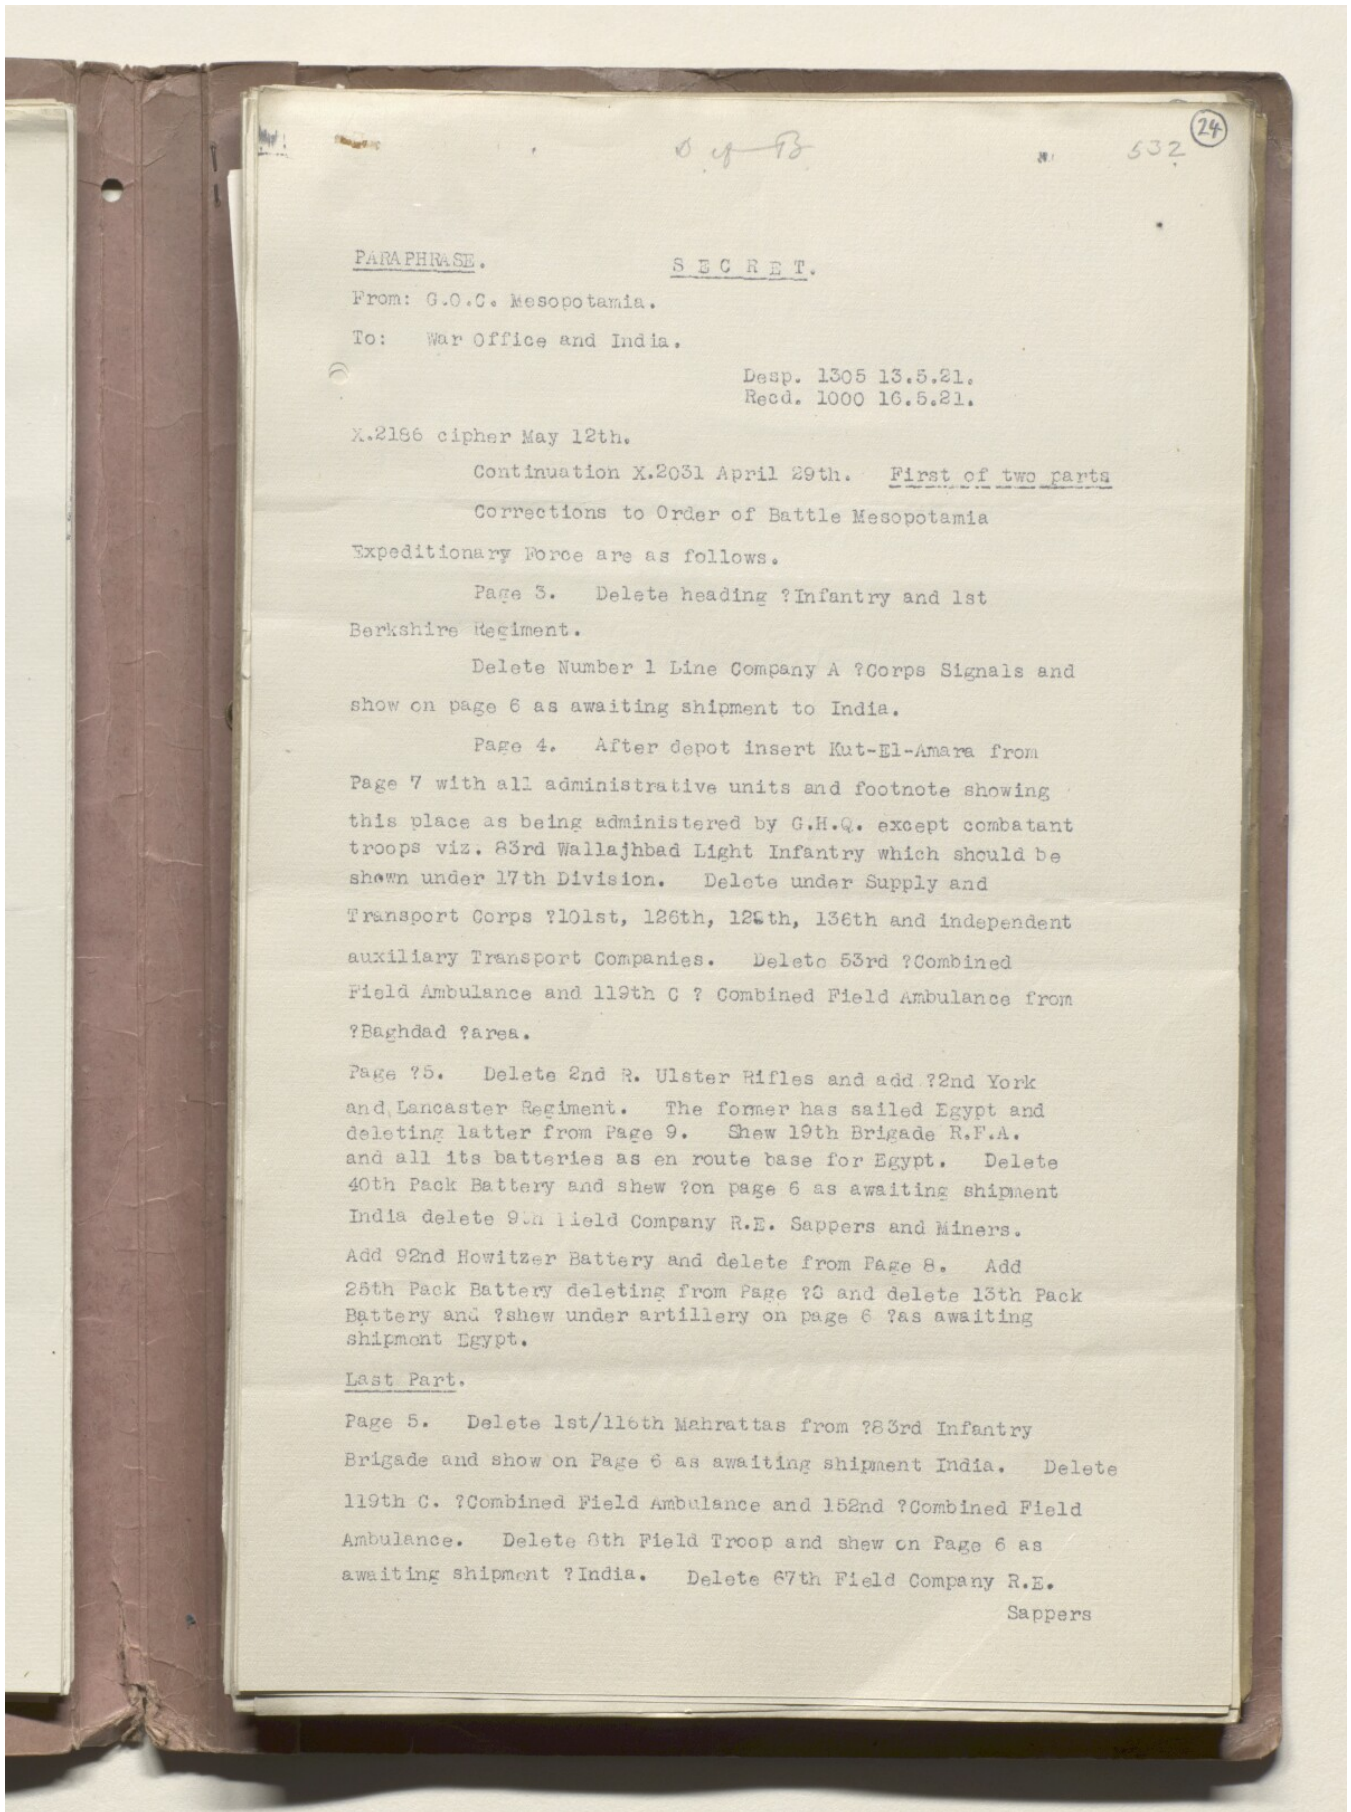 24
532
D of B
PARAPHRASE.
S E C R E T.
From: G.O.C. Mesopotamia.
To: War Office and India.
Desp. 1305 13.5.21.
Recd. 1000 16.5.21.
X.2186 cipher May 12th.
Continuation X.2031 April 29th. First of two parts
Corrections to Order of Battle Mesopotamia
Expeditionary Force are as follows.
Page 3. Delete heading ?Infantry and 1st
Berkshire Regiment.
Delete Number 1 Line Company A ?Corps Signals and
show on page 6 as awaiting shipment to India.
Page 4. After depot insert Kut-El-Amara from
Page 7 with all administrative units and footnote showing
this place as being administered by G.H.Q. except combatant
troops viz. 83rd Wallajhbad Light Infantry which should be
shown under 17th Division. Delete under Supply and
Transport Corps ?101st, 126th, 128th, 136th and independent
auxiliary Transport Companies. Delete 53rd ?Combined
Field Ambulance and 119th C ? Combined Field Ambulance from
?Baghdad ?area.
Page ?5. Delete 2nd R. Ulster Rifles and add ?2nd York
and Lancaster Regiment. The former has sailed Egypt and
deleting latter from Page 9. Shew 19th Brigade R.F.A.
and all its batteries as en route base for Egypt. Delete
40th Pack Battery and shew ?on page 6 as awaiting shipment
India delete 9th Field Company R.E. Sappers and Miners.
Add 92nd Howitzer Battery and delete from Page 8. Add
25th Pack Battery deleting from Page and delete 13th Pack
Battery and ?shew under artillery on page 6 ?as awaiting
shipment Egypt.
Last Part.
Page 5. Delete 1st/116th Mahrattas from ?83rd Infantry
Brigade and show on Page 6 as awaiting shipment India. Delete
119th C. ?Combined Field Ambulance and 152nd ?Combined Field
Ambulance. Delete 8th Field Troop and shew on Page 6 as
awaiting shipment ?India. Delete 67th Field Company R.E.
Sappers